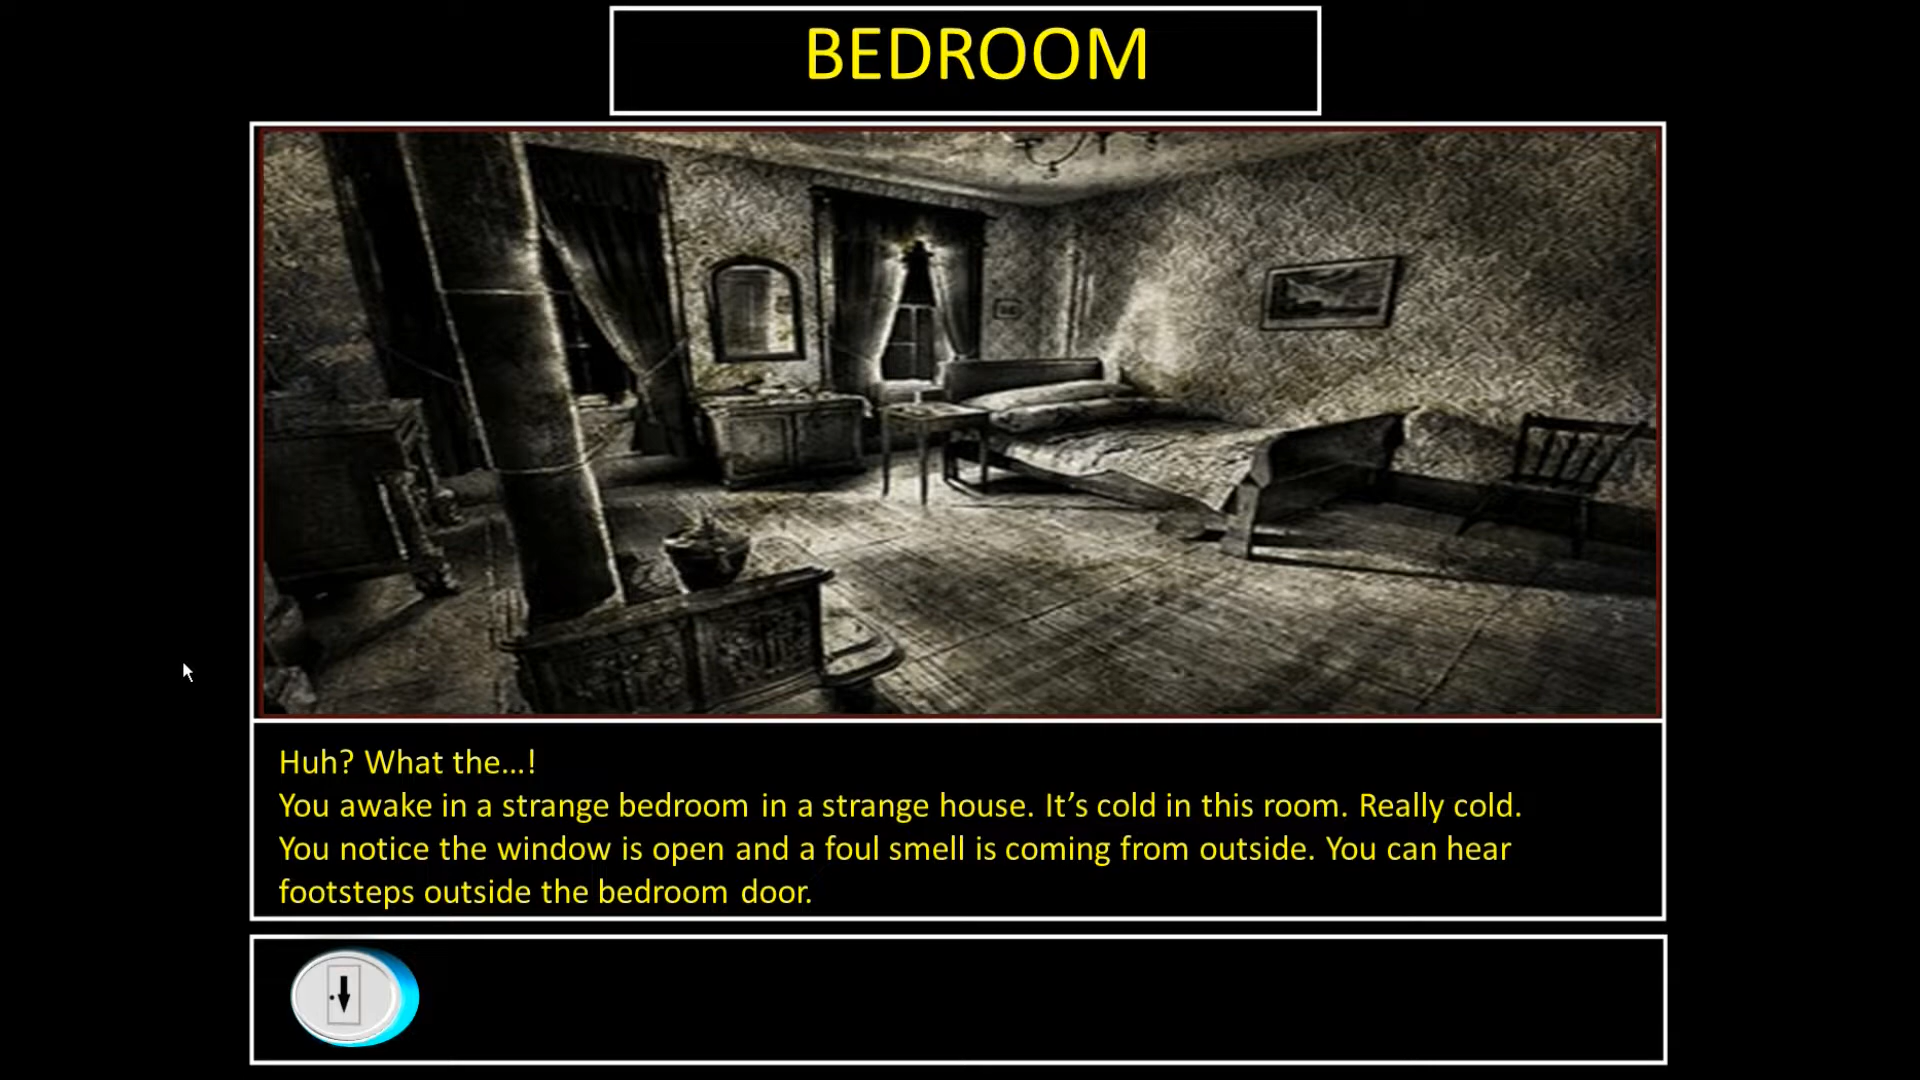 BEDROOM
Huh? What the...!
You awake in a strange bedroom in a strange house. It’s cold in this room. Really cold.
You notice the window is open and a foul smell is coming from outside. You can hear
footsteps outside the bedroom door.